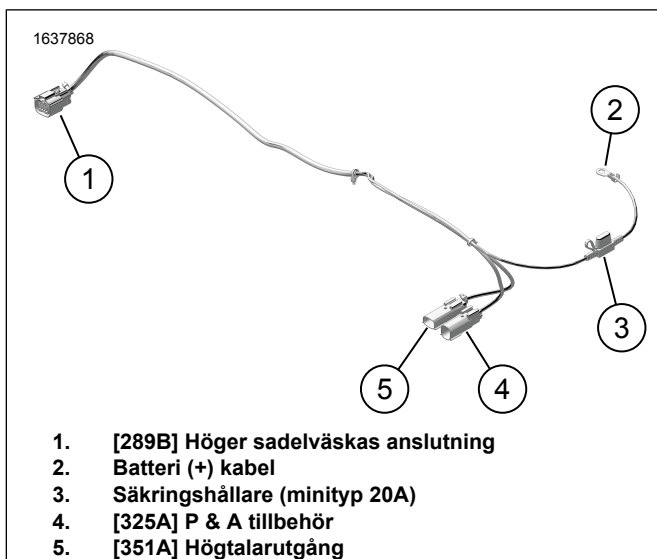 1637868
1
2
3
5
4
1. [289B] Höger sadelväskas anslutning
2. Batteri (+) kabel
3. Säkringshållare (minityp 20A)
4. [325A] P & A tillbehör
5. [351A] Högtalarutgång